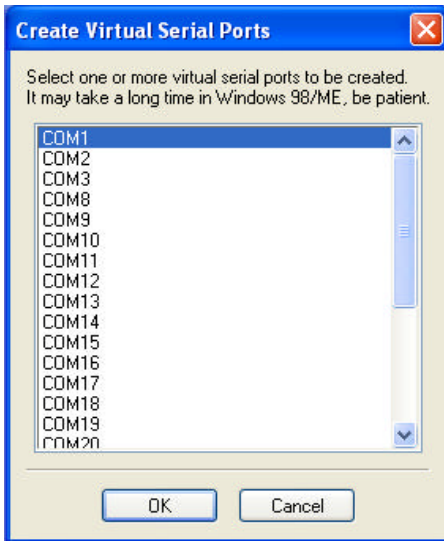 Create Virtual Serial Ports
Select one or more virtual serial ports to be created.
It may take a long time in Windows 98/ME, be patient.
COM1
COM2
COM3
COM8
COM9
COM10
COM11
COM12
COM13
COM14
COM15
COM16
COM17
COM18
COM19
COM20
OK
Cancel